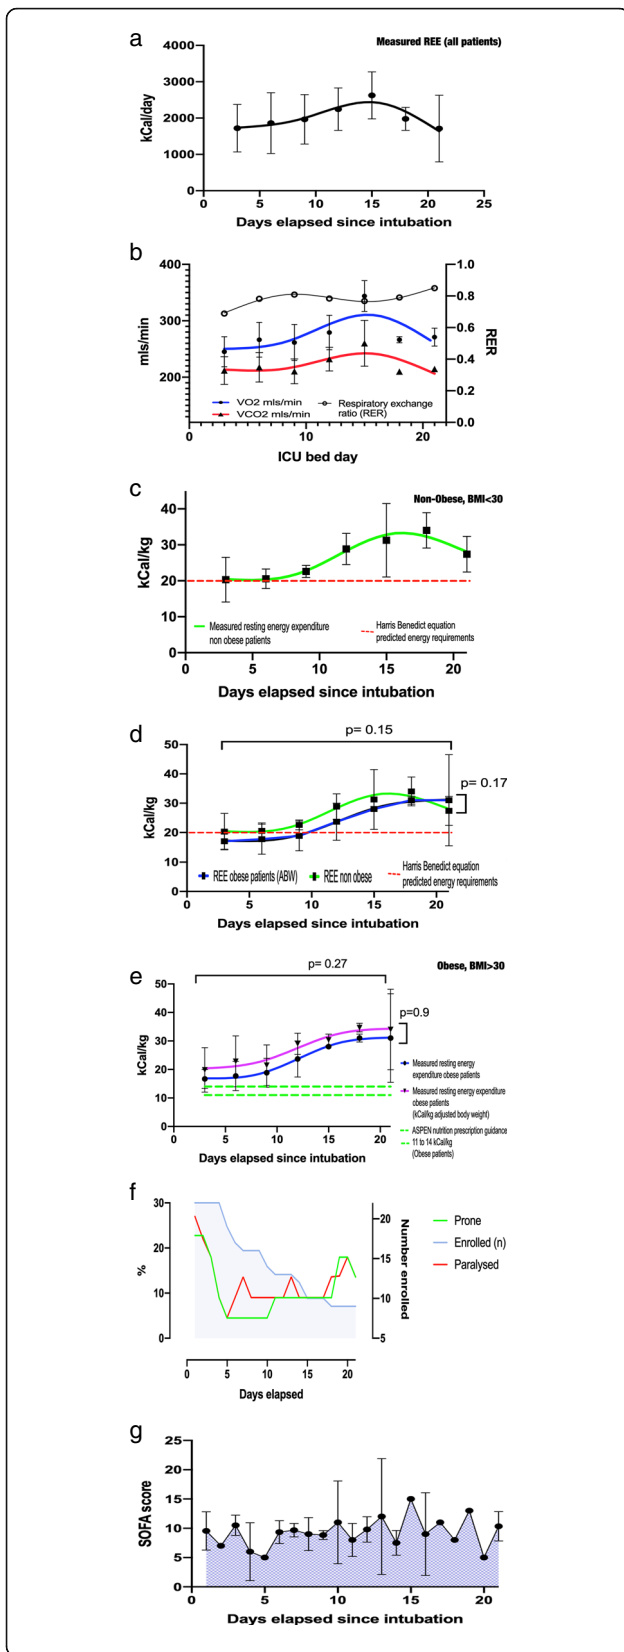 a
Measured REE (all patients)
4000
3000
2000
1000
0
kCal/day
0 5 10 15 20 25
Days elapsed since intubation
b
400
300
200
mls/min
1.0
0.8
0.6
0.4
0.2
0.0
RER
VO2 mls/min
VCO2 mls/min
Respiratory exchange
ratio (RER)
0 10 20
ICU bed day
c
Non-Obese, BMI<30
40
30
20
10
0
kCal/kg
Measured resting energy expenditure
non obese patients
Harris Benedict equation
predicted energy requirements
0 5 10 15 20
Days elapsed since intubation
d
p= 0.15
p= 0.17
50
40
30
20
10
0
kCal/kg
REE obese patients (ABW)
REE non obese
Harris Benedict equation
predicted energy requirements
0 5 10 15 20
Days elapsed since intubation
e
p= 0.27
Obese, BMI>30
p=0.9
50
40
30
20
10
0
kCal/kg
0 5 10 15 20
Days elapsed since intubation
Measured resting energy
expenditure obese patients
Measured resting energy expenditure
obese patients
(kCal/kg adjusted body weight)
ASPEN nutrition prescription guidance
11 to 14 kCal/kg
(Obese patients)
f
30
20
10
0
%
20
15
10
5
Number enrolled
Prone
Enrolled (n)
Paralysed
0 5 10 15 20
Days elapsed
g
25
20
15
10
5
0
SOFA score
0 5 10 15 20
Days elapsed since intubation